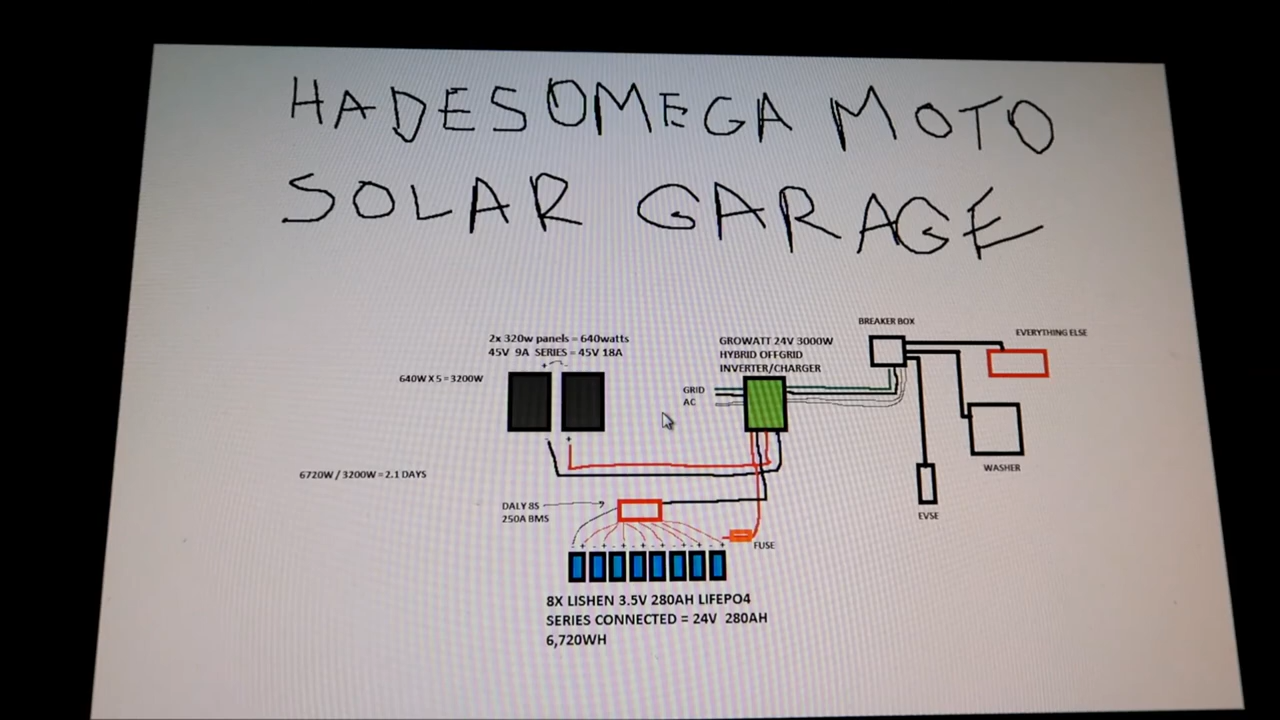 HADESOMEGA MOTO
SOLAR GARAGE
BREAKER BOX
EVERYTHING ELSE
2x 320w panels = 640watts
45V 9A SERIES = 45V 18A
GROWATT 24V 3000W
HYBRID OFFGRID
INVERTER/CHARGER
640W X 5 = 3200W
GRID
AC
WASHER
6720W / 3200W = 2.1 DAYS
DALY 8S
250A BMS
EVSE
FUSE
8X LISHEN 3.5V 280AH LIFEPO4
SERIES CONNECTED = 24V 280AH
6,720WH